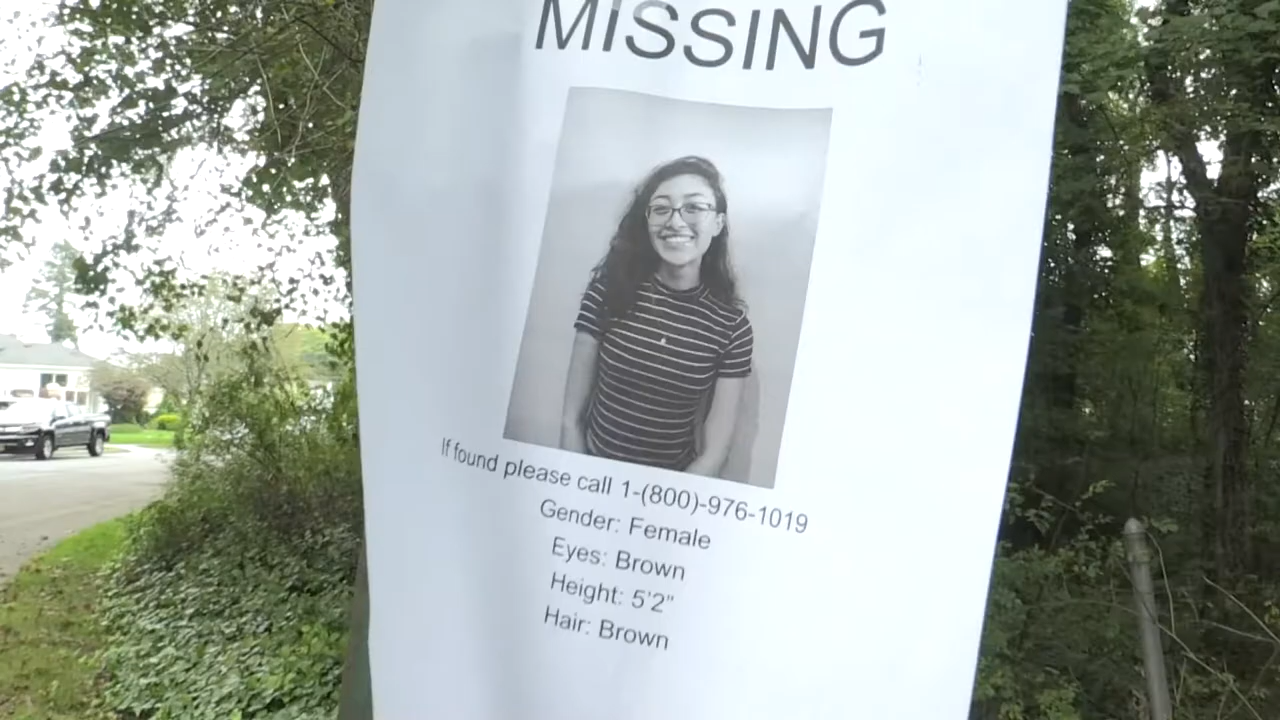 MISSING
If found please call 1-(800)-976-1019
Gender: Female
Eyes: Brown
Height: 5'2"
Hair: Brown